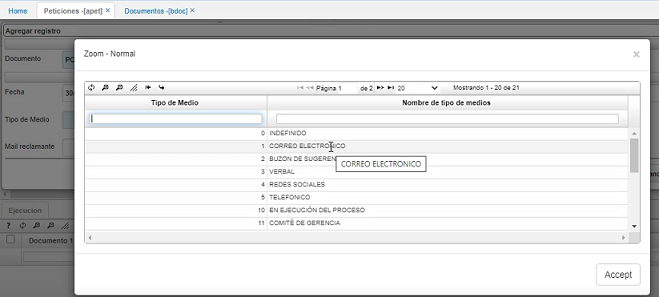 Home Peticiones -[apet] × Documentos -[bdoc] ×
Agregar registro
Zoom - Normal ×
Documento
Página 1 de 2 20 Mostrando 1 - 20 de 21
Fecha
Tipo de Medio Nombre de tipo de medios
Tipo de Medio
0 INDEFINIDO
Mail reclamante
1 CORREO ELECTRONICO
2 BUZON DE SUGEREN
CORREO ELECTRONICO
3 VERBAL
4 REDES SOCIALES
5 TELEFONICO
Ejecucion
10 EN EJECUCIÓN DEL PROCESO
11 COMITÉ DE GERENCIA
Documento 1
Accept